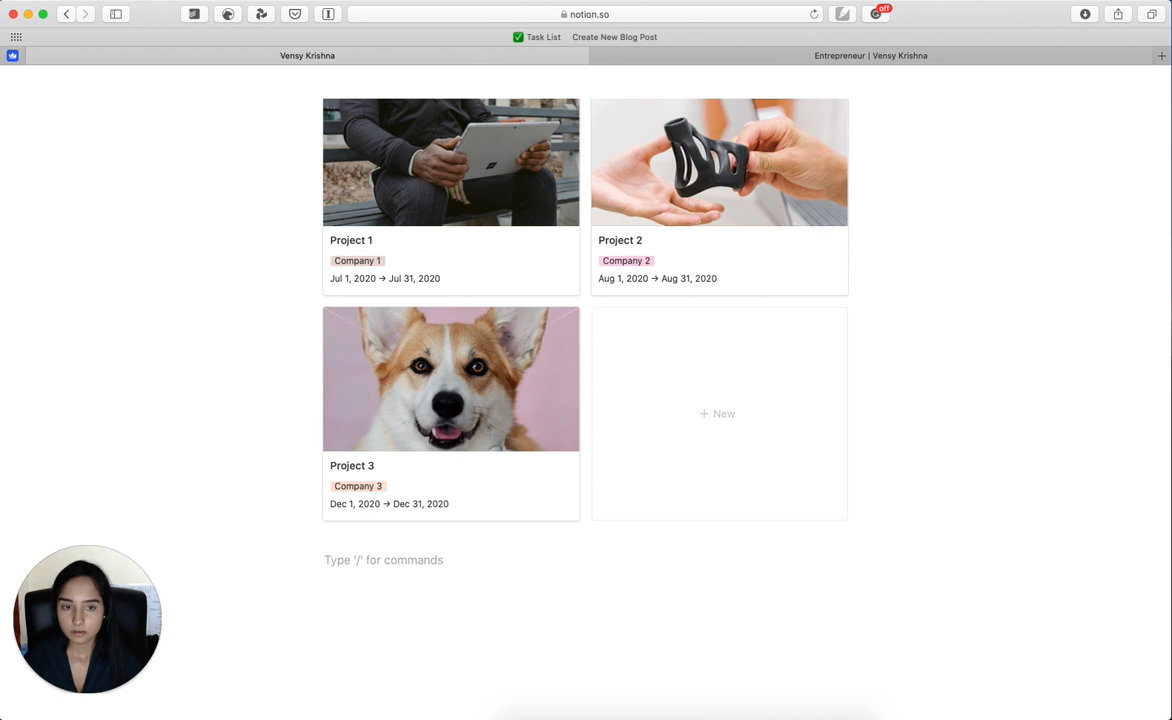 notion.so
off
Task List
Create New Blog Post
Vensy Krishna
Entrepreneur | Vensy Krishna
Project 1
Company 1
Jul 1, 2020 → Jul 31, 2020
Project 2
Company 2
Aug 1, 2020 → Aug 31, 2020
Project 3
Company 3
Dec 1, 2020 → Dec 31, 2020
+ New
Type '/' for commands